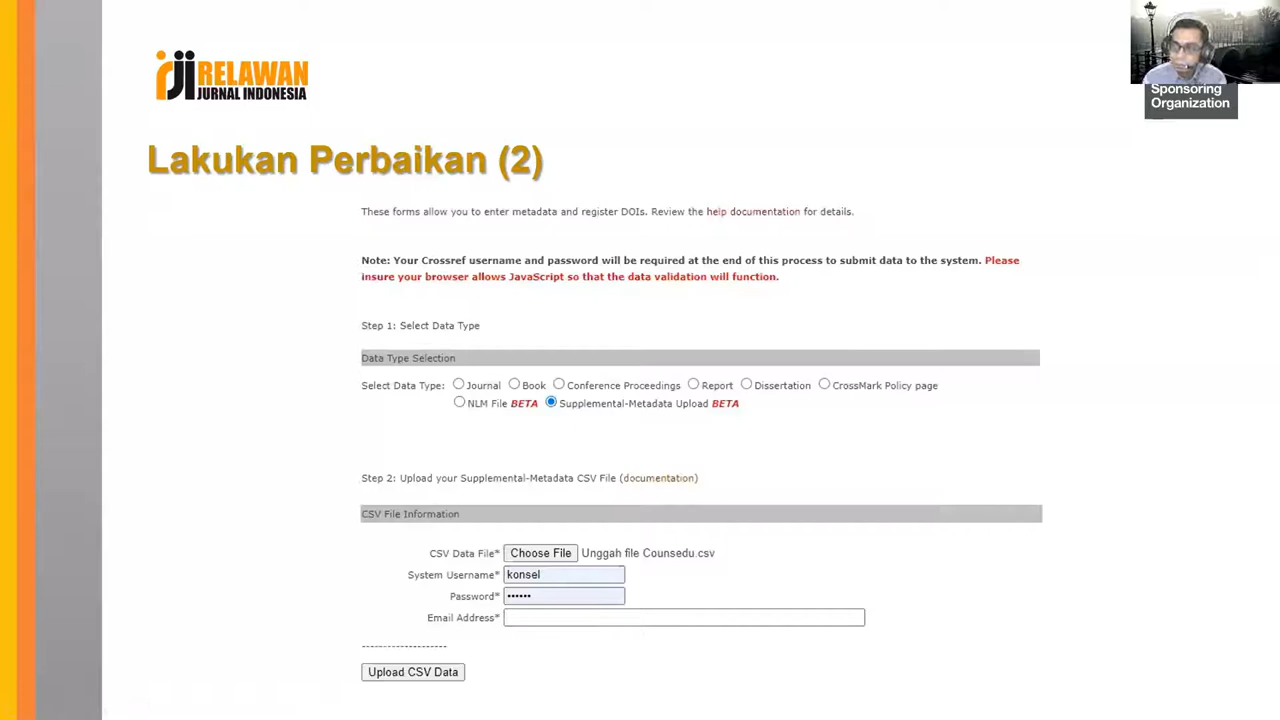 RELAWAN
JURNAL INDONESIA
Sponsoring
Organization
Lakukan Perbaikan (2)
These forms allow you to enter metadata and register DOIs. Review the help documentation for details.
Note: Your Crossref username and password will be required at the end of this process to submit data to the system. Please
insure your browser allows JavaScript so that the data validation will function.
Step 1: Select Data Type
Data Type Selection
Select Data Type: Journal Book Conference Proceedings Report Dissertation CrossMark Policy page
NLM File BETA Supplemental-Metadata Upload BETA
Step 2: Upload your Supplemental-Metadata CSV File (documentation)
CSV File Information
CSV Data File* Choose File Unggah file Counsedu.csv
System Username* konsel
Password* ••••••
Email Address*
--------------------
Upload CSV Data